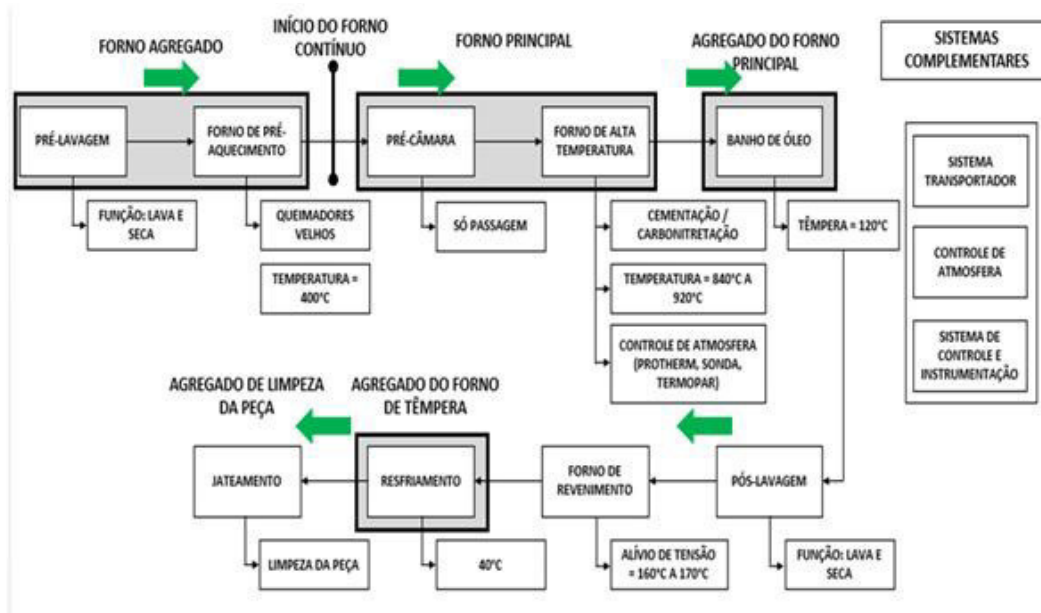 FORNO AGREGADO
INÍCIO DO FORNO
CONTÍNUO
FORNO PRINCIPAL
AGREGADO DO FORNO
PRINCIPAL
SISTEMAS
COMPLEMENTARES
PRÉ-LAVAGEM
FORNO DE PRÉ-
AQUECIMENTO
PRÉ-CÂMARA
FORNO DE ALTA
TEMPERATURA
BANHO DE ÓLEO
FUNÇÃO: LAVA E
SECA
QUEIMADORES
VELHOS
TEMPERATURA =
400°C
SÓ PASSAGEM
CEMENTAÇÃO /
CARBONITRETAÇÃO
TEMPERATURA = 840°C A
920°C
CONTROLE DE ATMOSFERA
(PROTHERM, SONDA,
TERMOPAR)
TÊMPERA = 120°C
SISTEMA
TRANSPORTADOR
CONTROLE DE
ATMOSFERA
SISTEMA DE
CONTROLE E
INSTRUMENTAÇÃO
AGREGADO DE LIMPEZA
DA PEÇA
AGREGADO DO FORNO
DE TÊMPERA
JATEAMENTO
RESFRIAMENTO
FORNO DE
REVENIMENTO
PÓS-LAVAGEM
LIMPEZA DA PEÇA
40°C
ALÍVIO DE TENSÃO
= 160°C A 170°C
FUNÇÃO: LAVA E
SECA